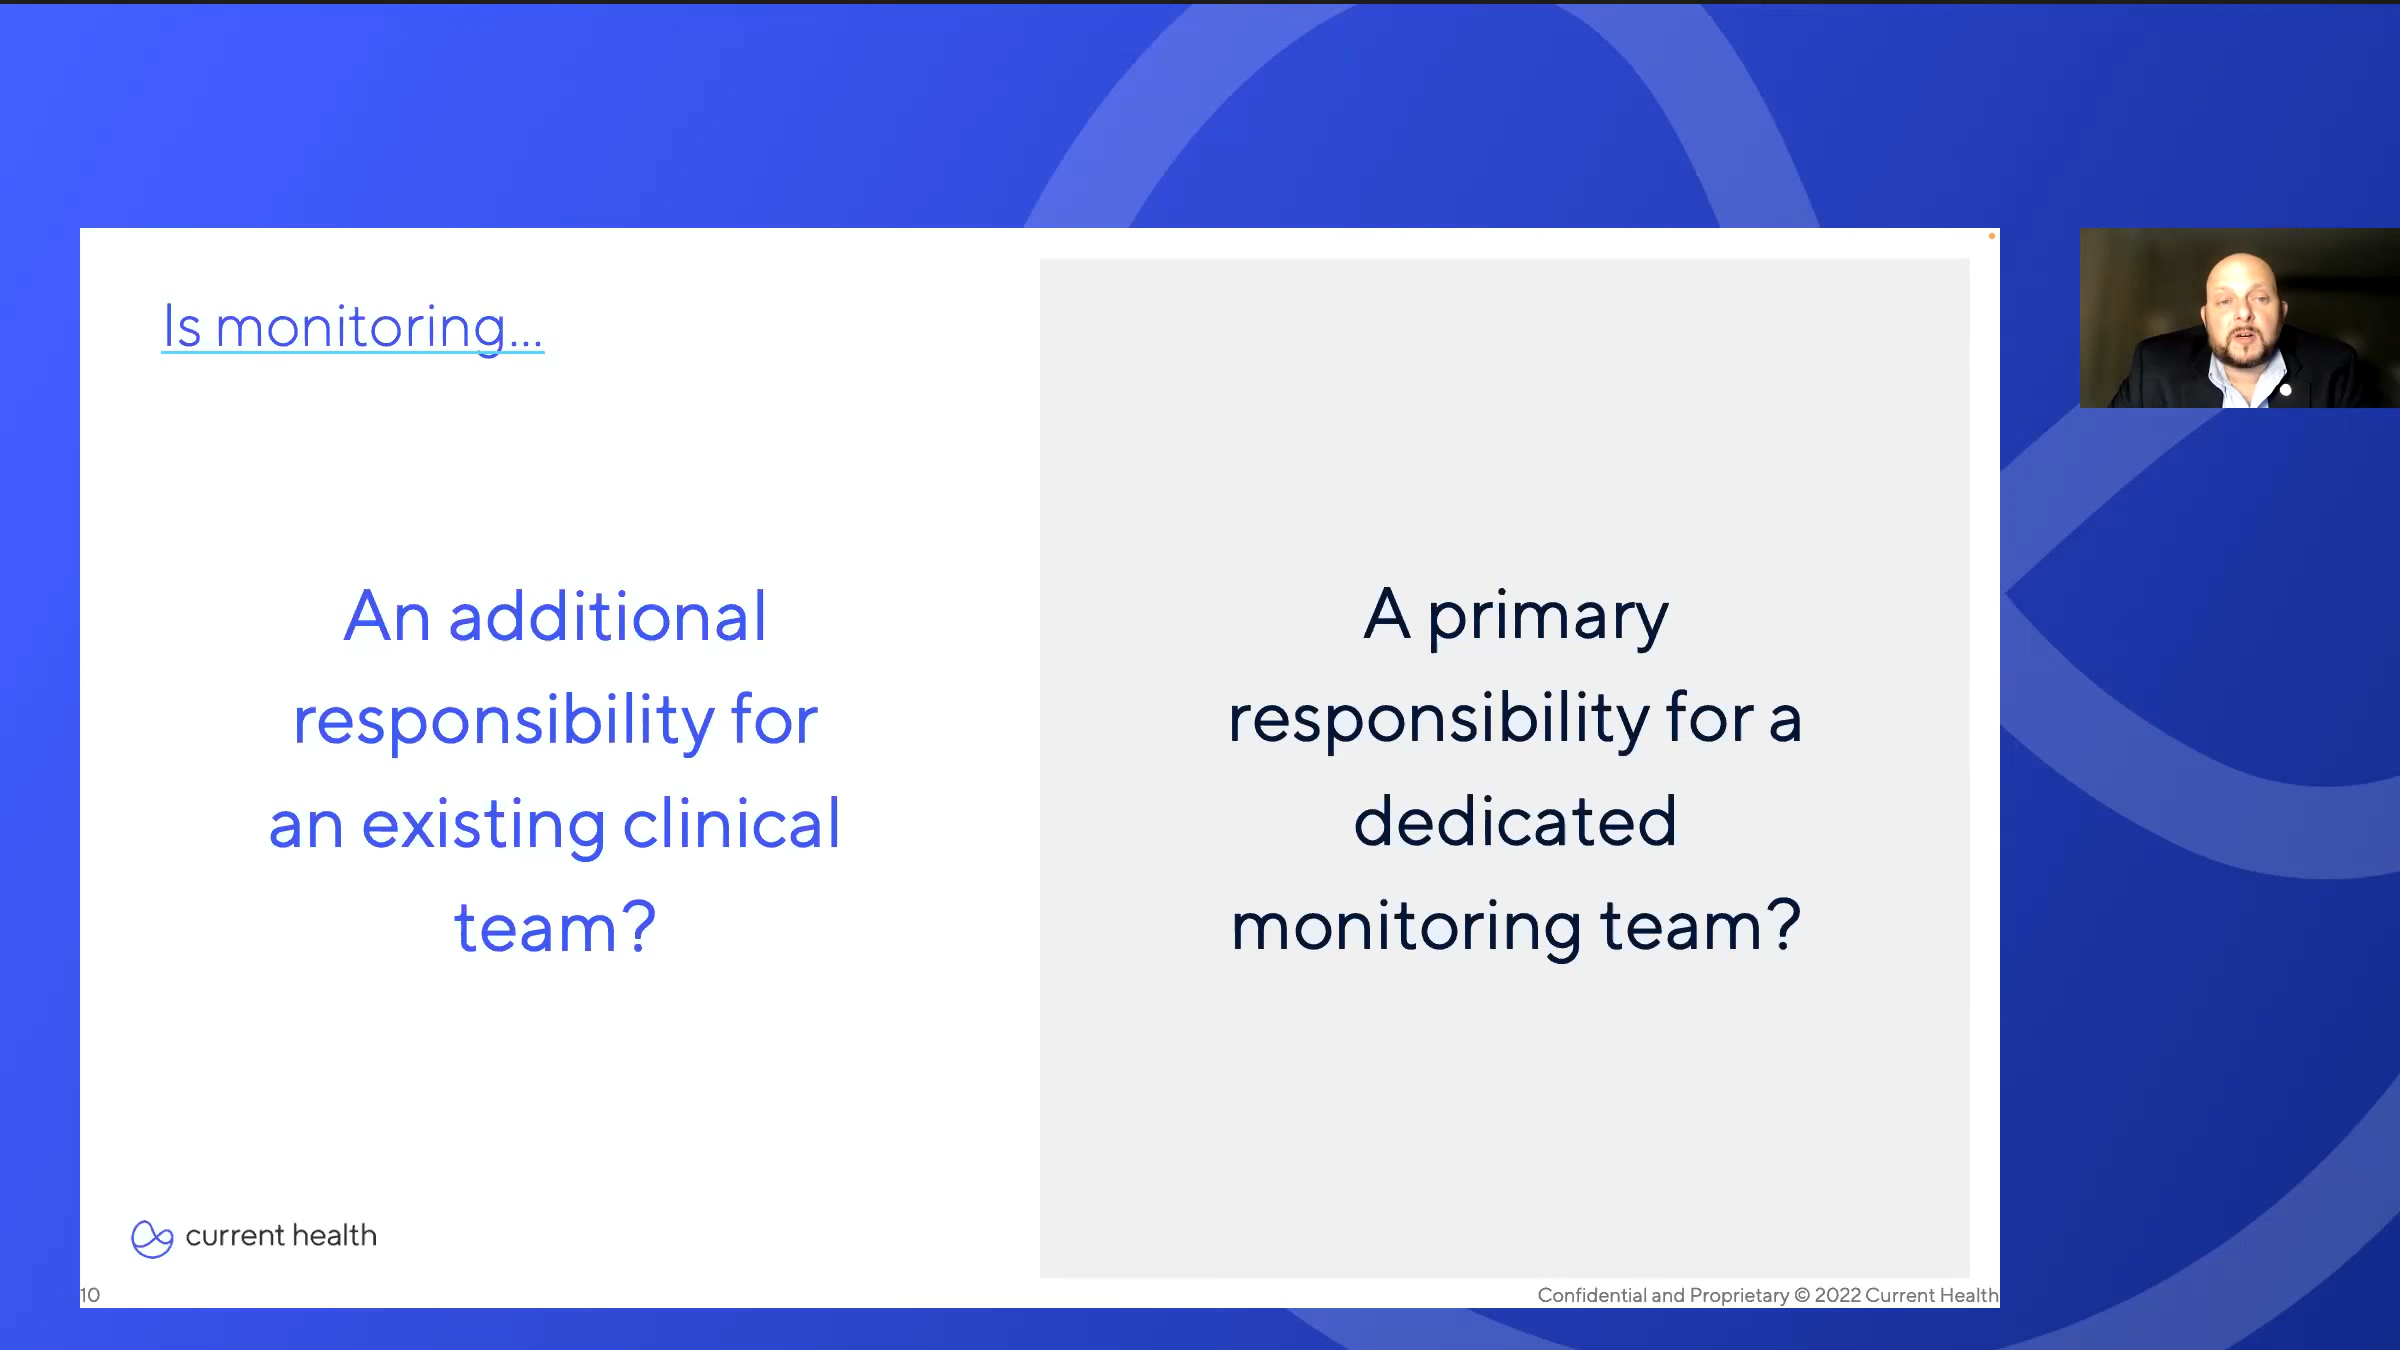 Is monitoring...
An additional
responsibility for
an existing clinical
team?
A primary
responsibility for a
dedicated
monitoring team?
current health
10
Confidential and Proprietary © 2022 Current Health